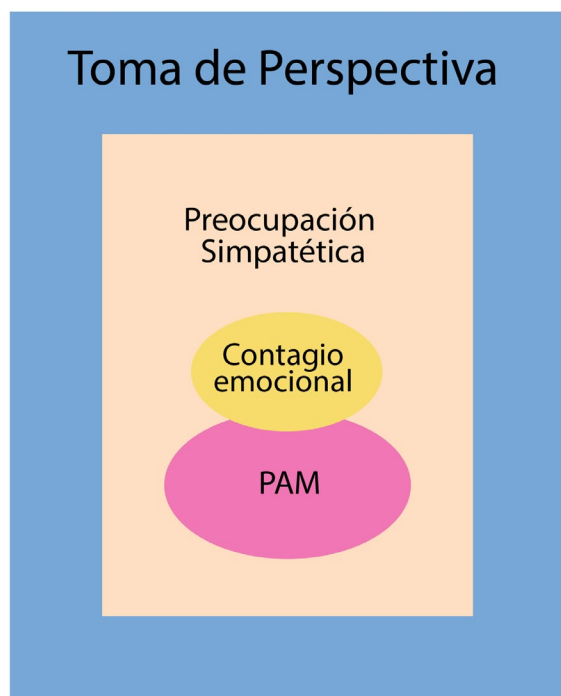 Toma de Perspectiva
Preocupación
Simpatética
Contagio
emocional
PAM